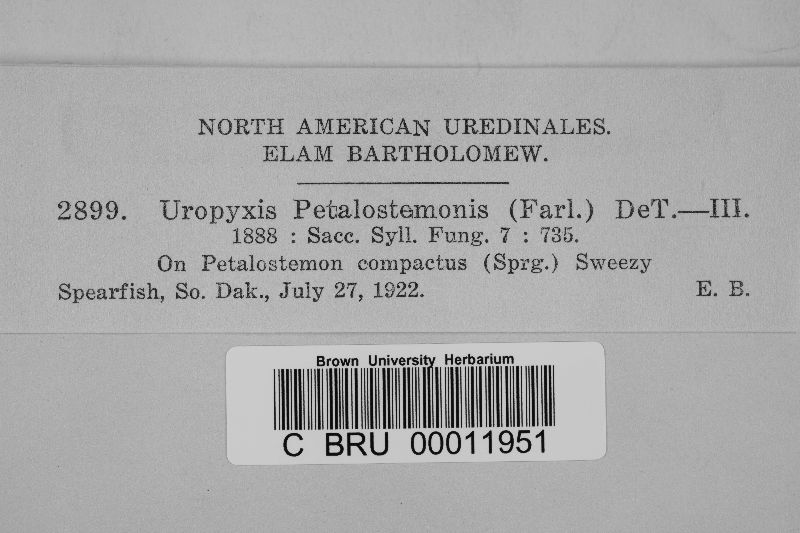 NORTH AMERICAN UREDINALES.
ELAM BARTHOLOMEW.
2899. Uropyxis Petalostemonis (Farl.) DeT.—III.
1888 : Sacc. Syll. Fung. 7 : 735.
On Petalostemon compactus (Sprg.) Sweezy
Spearfish, So. Dak., July 27, 1922. E. B.
Brown University Herbarium
C BRU 00011951